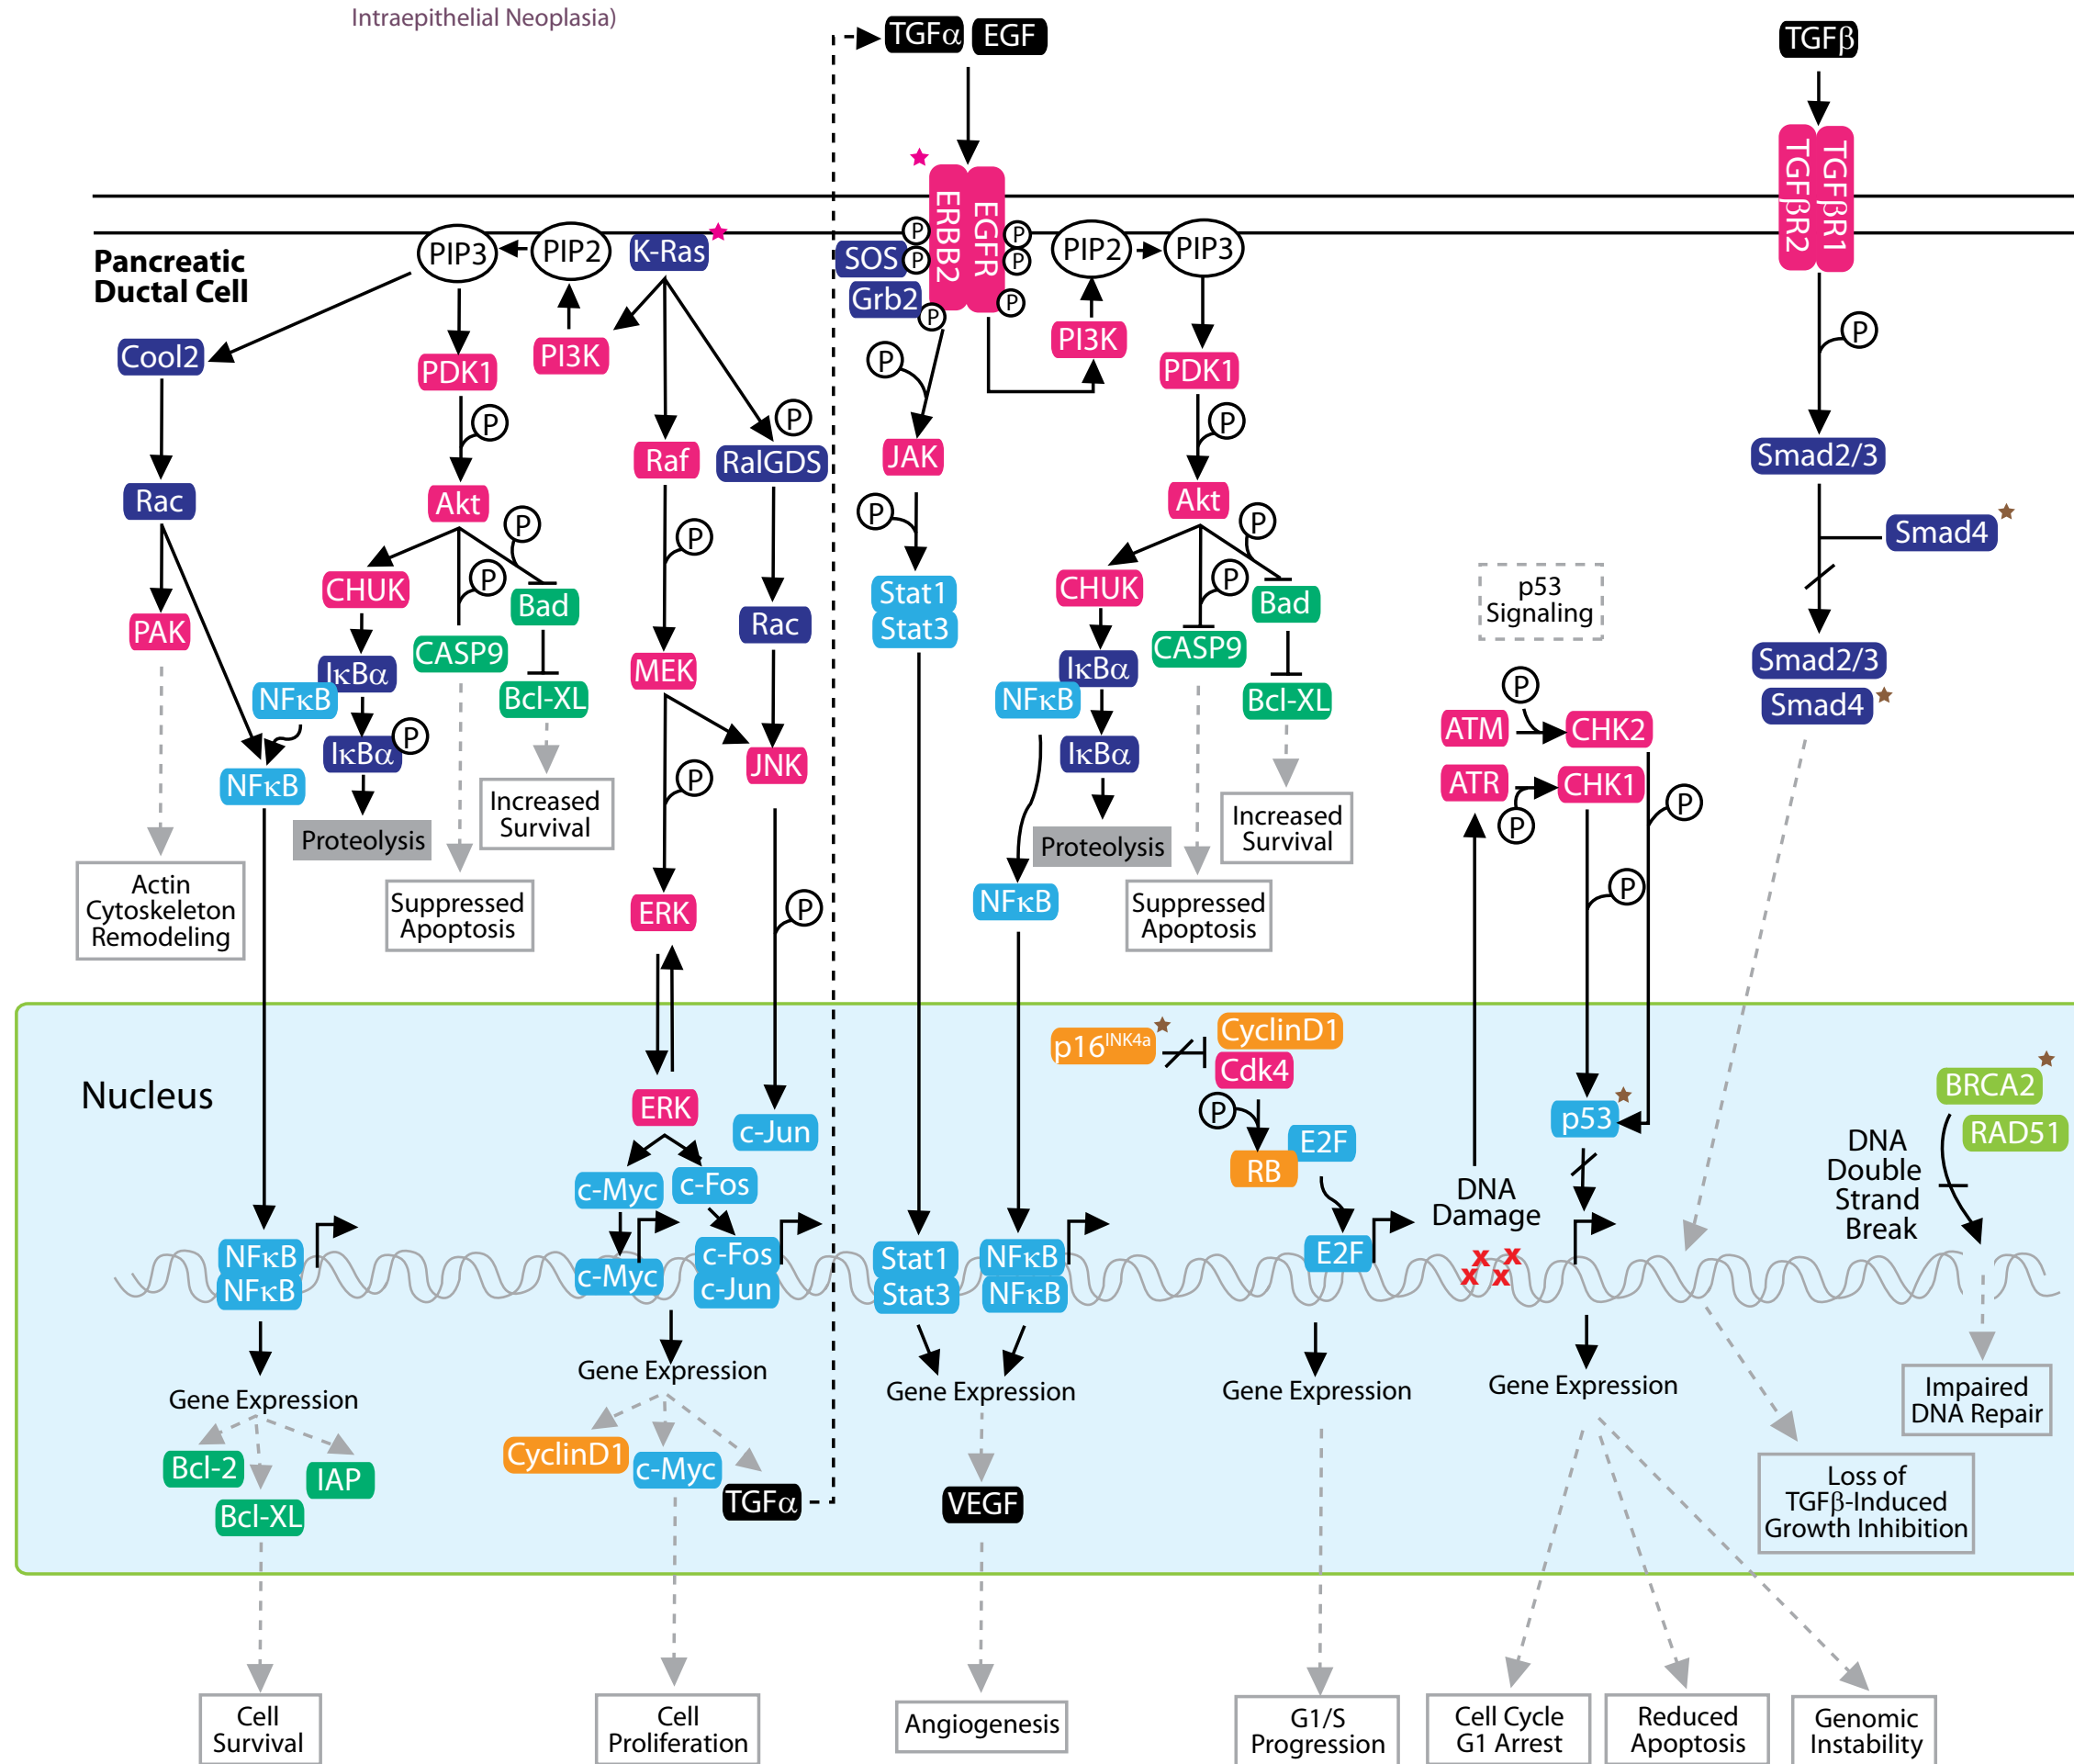 Intraepithelial Neoplasia)
TGFα
EGF
TGFβ
TGFβR2
TGFβR1
ERBB2
EGFR
P
P
P
P
P
P
SOS
Grb2
Pancreatic
Ductal Cell
PIP3
PIP2
K-Ras
PIP2
PIP3
Cool2
PDK1
PI3K
PI3K
PDK1
P
P
P
P
P
Raf
RalGDS
JAK
Smad2/3
Rac
Akt
P
P
P
Akt
P
Smad4
CHUK
P
Bad
Stat1
Stat3
CHUK
P
Bad
p53
Signaling
PAK
CASP9
Rac
CASP9
IκBα
NFκB
MEK
Bcl-XL
IκBα
NFκB
Bcl-XL
Smad2/3
Smad4
P
ATM
CHK2
IκBα
P
NFκB
JNK
P
IκBα
ATR
CHK1
P
P
Proteolysis
Increased
Survival
Proteolysis
Increased
Survival
Actin
Cytoskeleton
Remodeling
Suppressed
Apoptosis
ERK
P
NFκB
Suppressed
Apoptosis
P
Nucleus
p16INK4a
CyclinD1
Cdk4
BRCA2
RAD51
ERK
c-Jun
P
RB
E2F
p53
DNA
Double
Strand
Break
c-Myc
c-Fos
DNA
Damage
NFκB
NFκB
c-Myc
c-Fos
c-Jun
Stat1
Stat3
NFκB
NFκB
E2F
x
x
x
x
Gene Expression
Gene Expression
Gene Expression
Gene Expression
Gene Expression
Impaired
DNA Repair
Bcl-2
IAP
Bcl-XL
CyclinD1
c-Myc
TGFα
VEGF
Loss of
TGFβ-Induced
Growth Inhibition
Cell
Survival
Cell
Proliferation
Angiogenesis
G1/S
Progression
Cell Cycle
G1 Arrest
Reduced
Apoptosis
Genomic
Instability